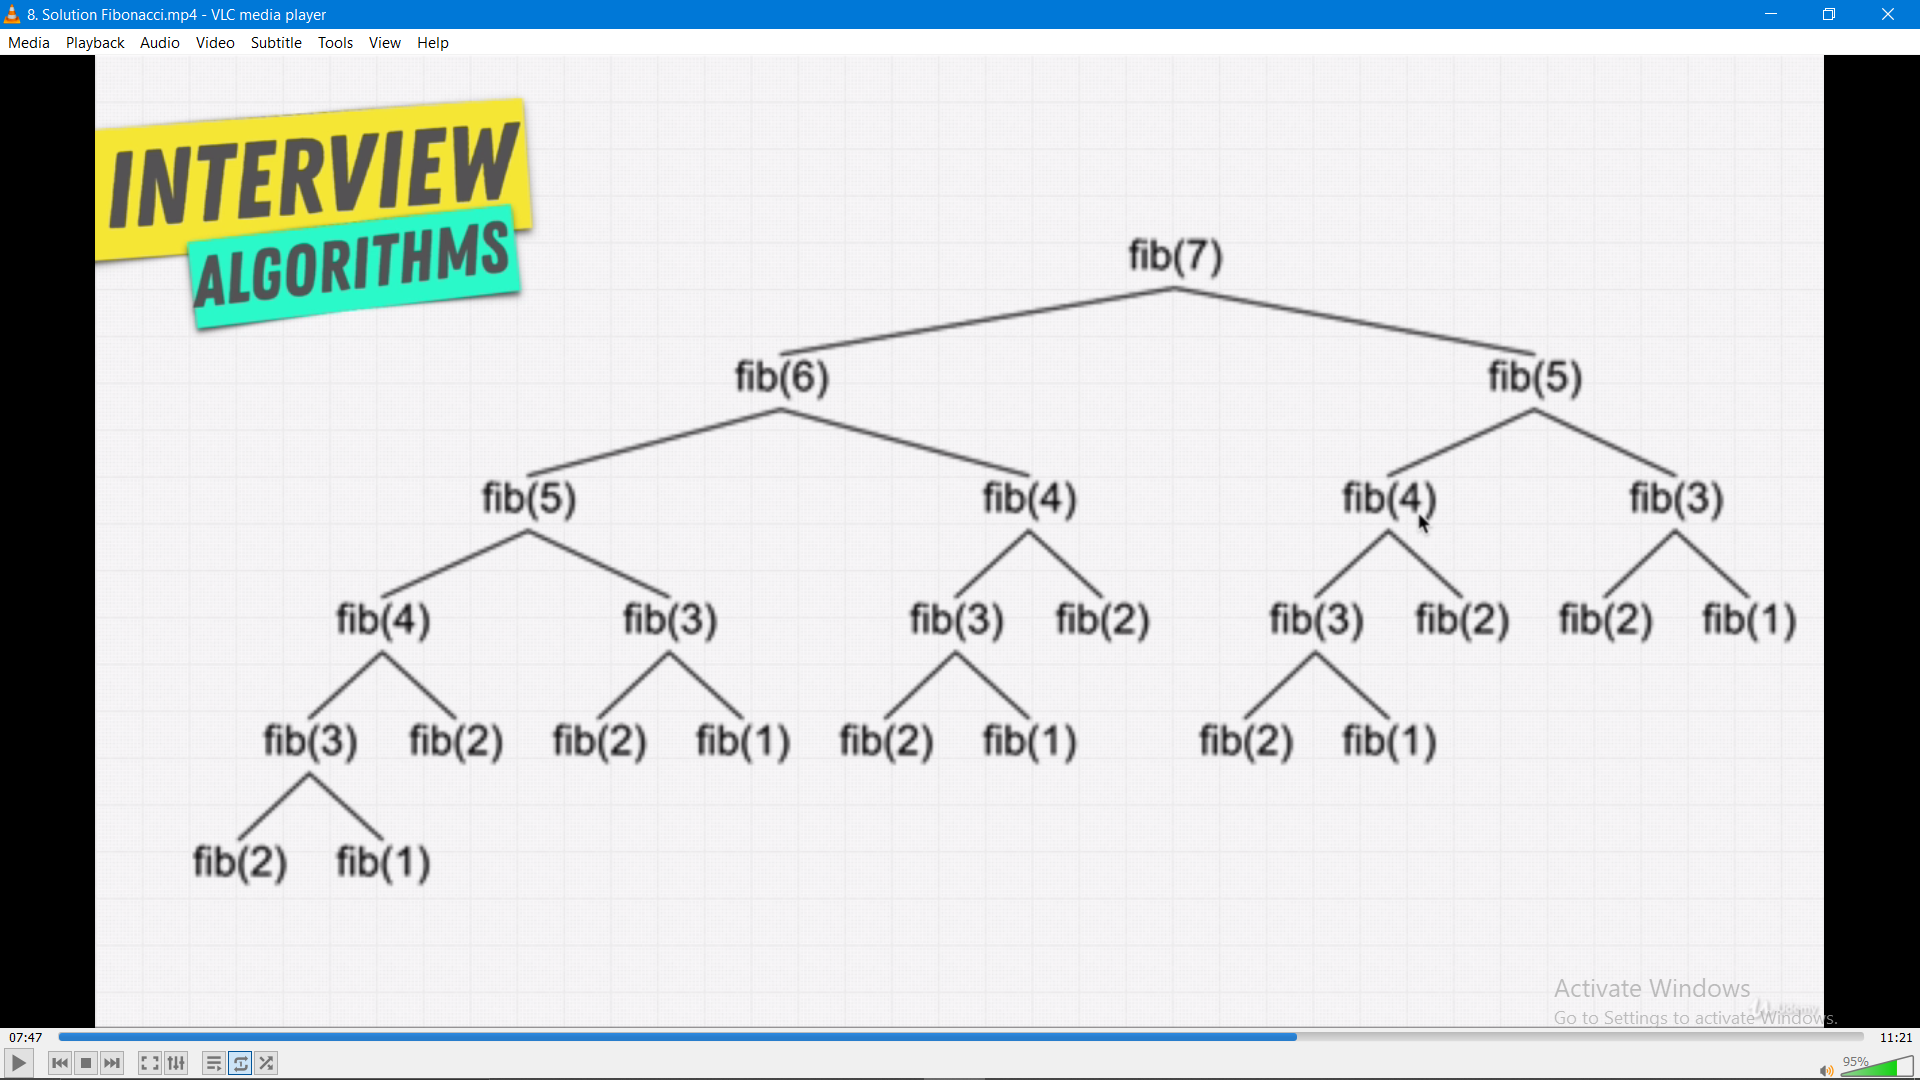 8. Solution Fibonacci.mp4 - VLC media player
Media Playback Audio Video Subtitle Tools View Help
INTERVIEW
ALGORITHMS
fib(7)
fib(6) fib(5)
fib(5) fib(4) fib(4) fib(3)
fib(4) fib(3) fib(3) fib(2) fib(3) fib(2) fib(2) fib(1)
fib(3) fib(2) fib(2) fib(1) fib(2) fib(1) fib(2) fib(1)
fib(2) fib(1)
Activate Windows
Go to Settings to activate Windows.
07:47 11:21
95%